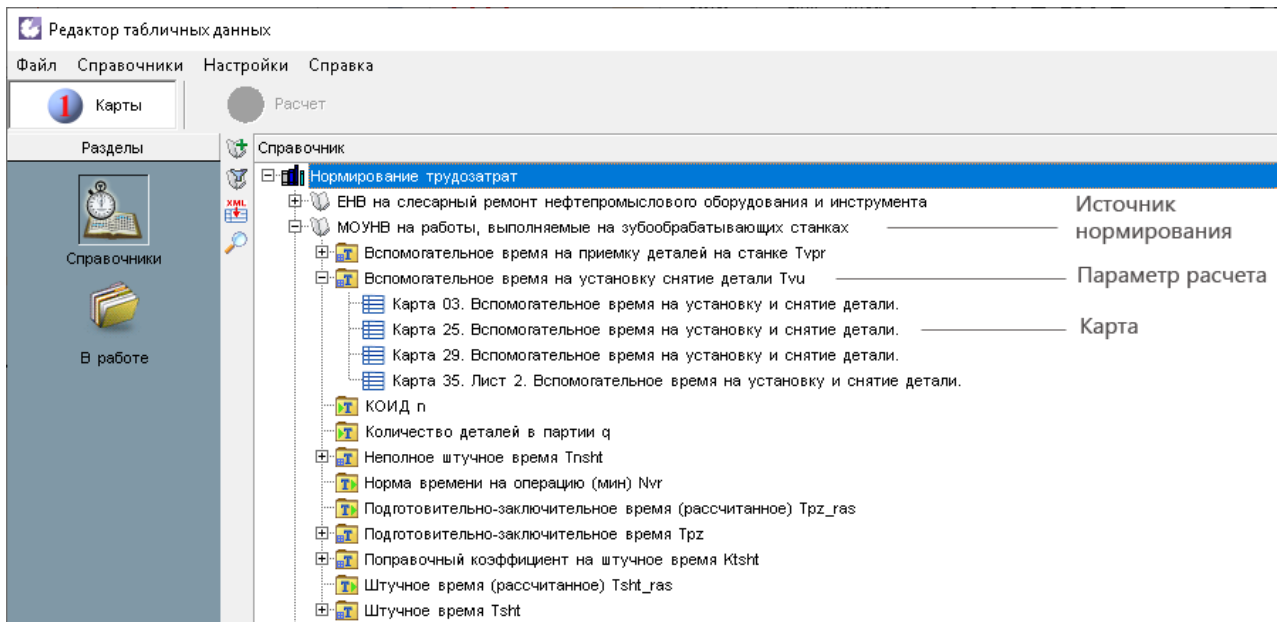 Редактор табличных данных
Файл Справочники Настройки Справка
1 Карты Расчет
Разделы
Справочник
Нормирование трудозатрат
XML
ЕНВ на слесарный ремонт нефтепромыслового оборудования и инструмента
МОУНВ на работы, выполняемые на зубообрабатывающих станках
Источник
нормирования
Вспомогательное время на приемку деталей на станке Tvpr
Справочники
Вспомогательное время на установку снятие детали Tvu
Параметр расчета
Карта 03. Вспомогательное время на установку и снятие детали.
Карта 25. Вспомогательное время на установку и снятие детали.
Карта
В работе
Карта 29. Вспомогательное время на установку и снятие детали.
Карта 35. Лист 2. Вспомогательное время на установку и снятие детали.
КОИД n
Количество деталей в партии q
Неполное штучное время Tnsht
Норма времени на операцию (мин) Nvr
Подготовительно-заключительное время (рассчитанное) Tpz_ras
Подготовительно-заключительное время Tpz
Поправочный коэффициент на штучное время Ktsht
Штучное время (рассчитанное) Tsht_ras
Штучное время Tsht